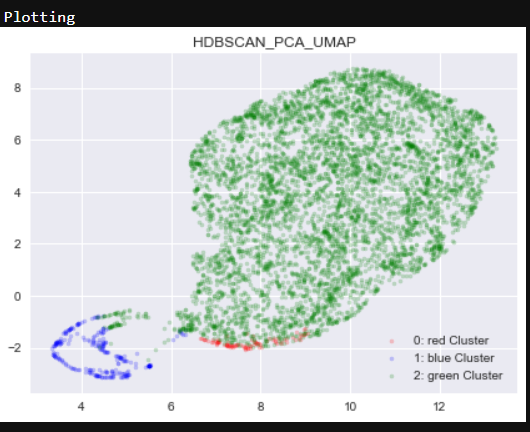 Plotting
HDBSCAN_PCA_UMAP
8
6
4
2
0
−2
4
6
8
10
12
0: red Cluster
1: blue Cluster
2: green Cluster